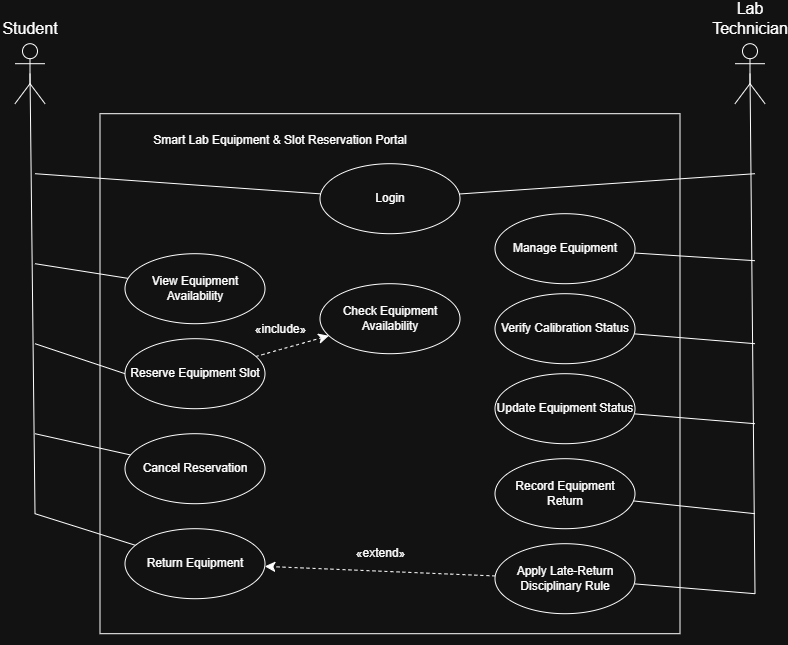 Student
Lab
Technician
Smart Lab Equipment & Slot Reservation Portal
Login
Manage Equipment
View Equipment
Availability
Check Equipment
Availability
«include»
Verify Calibration Status
Reserve Equipment Slot
Update Equipment Status
Cancel Reservation
Record Equipment
Return
Return Equipment
«extend»
Apply Late-Return
Disciplinary Rule